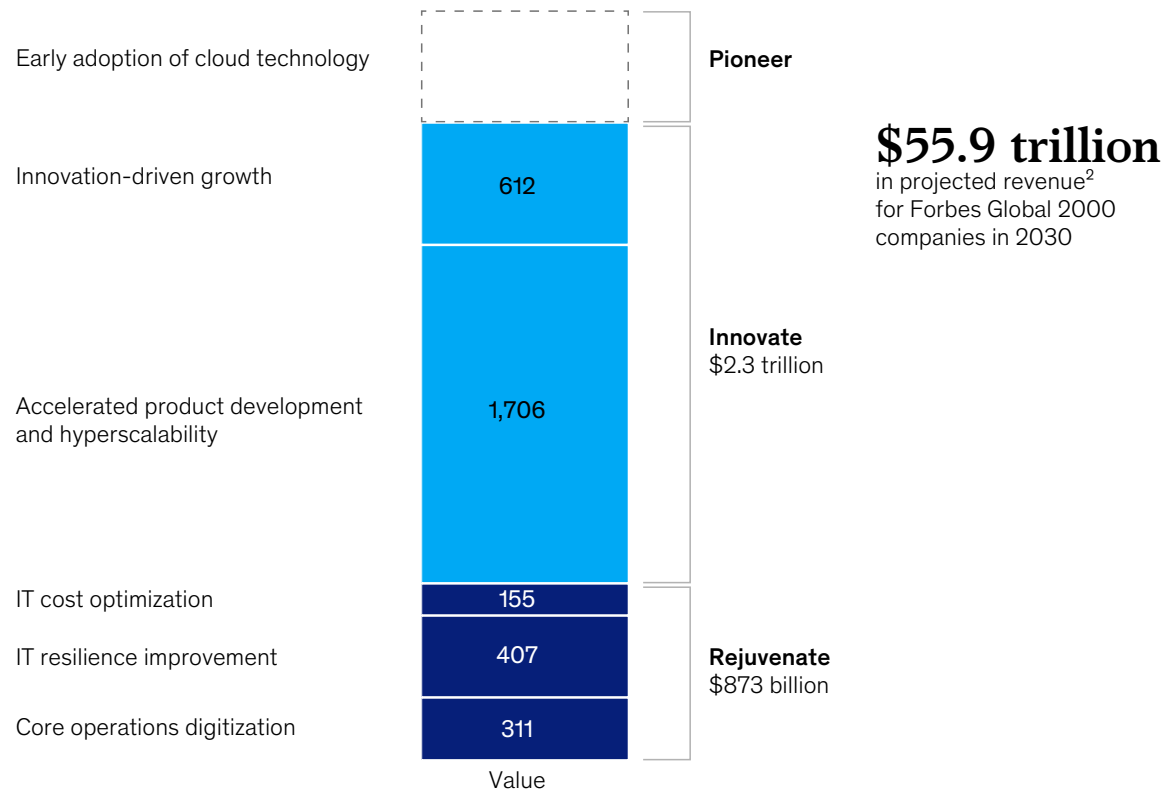 Early adoption of cloud technology
Pioneer
$55.9 trillion
in projected revenue²
for Forbes Global 2000
companies in 2030
Innovation-driven growth
612
Innovate
$2.3 trillion
Accelerated product development
and hyperscalability
1,706
IT cost optimization
155
IT resilience improvement
407
Rejuvenate
$873 billion
Core operations digitization
311
Value